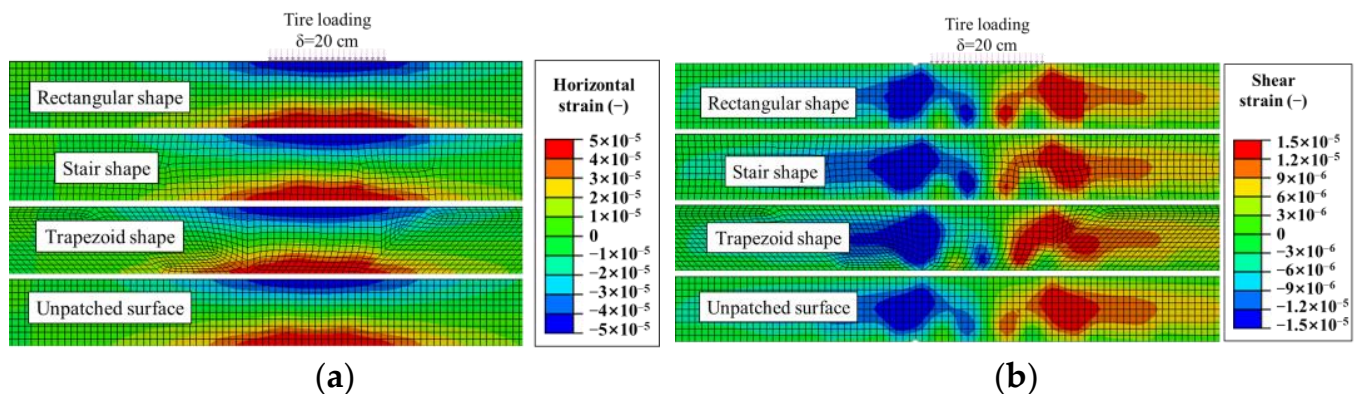 Tire loading
δ=20 cm
Rectangular shape
Stair shape
Trapezoid shape
Unpatched surface
Horizontal
strain (−)
5×10⁻⁵
4×10⁻⁵
3×10⁻⁵
2×10⁻⁵
1×10⁻⁵
0
−1×10⁻⁵
−2×10⁻⁵
−3×10⁻⁵
−4×10⁻⁵
−5×10⁻⁵
(a)
Tire loading
δ=20 cm
Rectangular shape
Stair shape
Trapezoid shape
Unpatched surface
Shear
strain (−)
1.5×10⁻⁵
1.2×10⁻⁵
9×10⁻⁶
6×10⁻⁶
3×10⁻⁶
0
−3×10⁻⁶
−6×10⁻⁶
−9×10⁻⁶
−1.2×10⁻⁵
−1.5×10⁻⁵
(b)